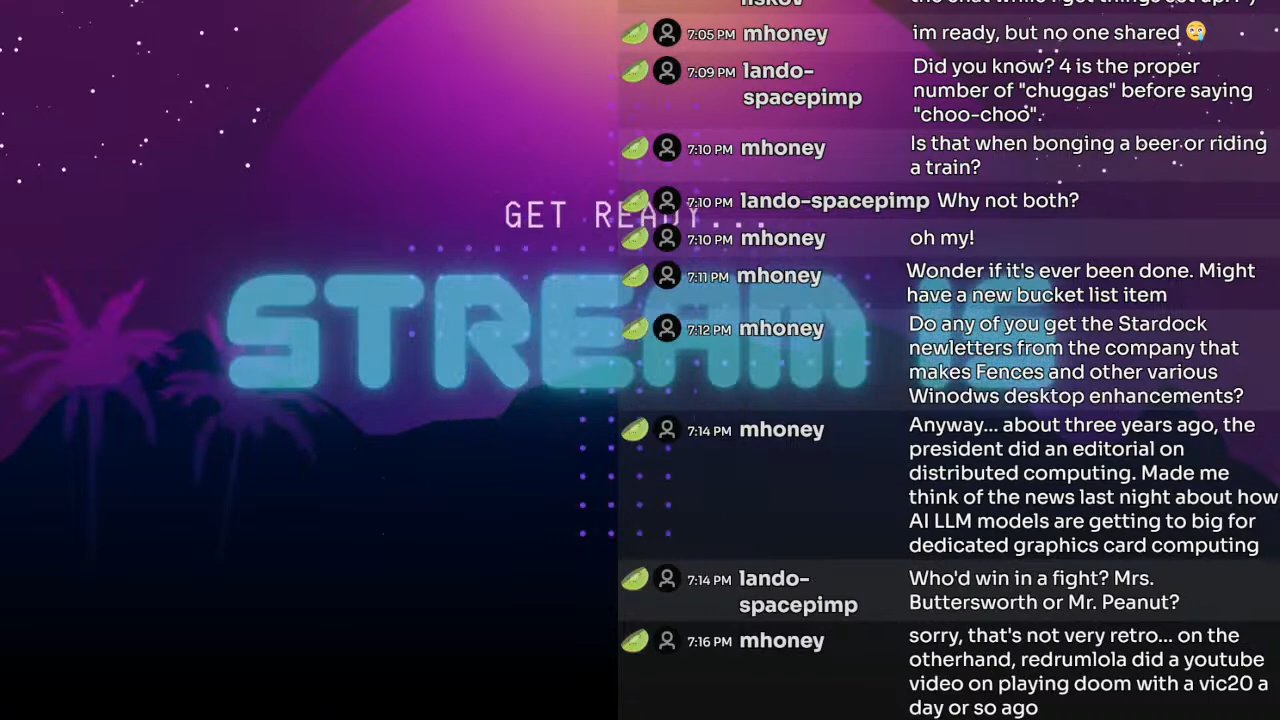 7:05 PM mhoney im ready, but no one shared 😢
7:09 PM lando-spacepimp Did you know? 4 is the proper
number of "chuggas" before saying
"choo-choo".
7:10 PM mhoney Is that when bonging a beer or riding
a train?
7:10 PM lando-spacepimp Why not both?
GET READY...
7:10 PM mhoney oh my!
7:11 PM mhoney Wonder if it's ever been done. Might
have a new bucket list item
STREAM
7:12 PM mhoney Do any of you get the Stardock
newletters from the company that
makes Fences and other various
Winodws desktop enhancements?
7:14 PM mhoney Anyway... about three years ago, the
president did an editorial on
distributed computing. Made me
think of the news last night about how
AI LLM models are getting to big for
dedicated graphics card computing
7:14 PM lando-spacepimp Who'd win in a fight? Mrs.
Buttersworth or Mr. Peanut?
7:16 PM mhoney sorry, that's not very retro... on the
otherhand, redrumlola did a youtube
video on playing doom with a vic20 a
day or so ago